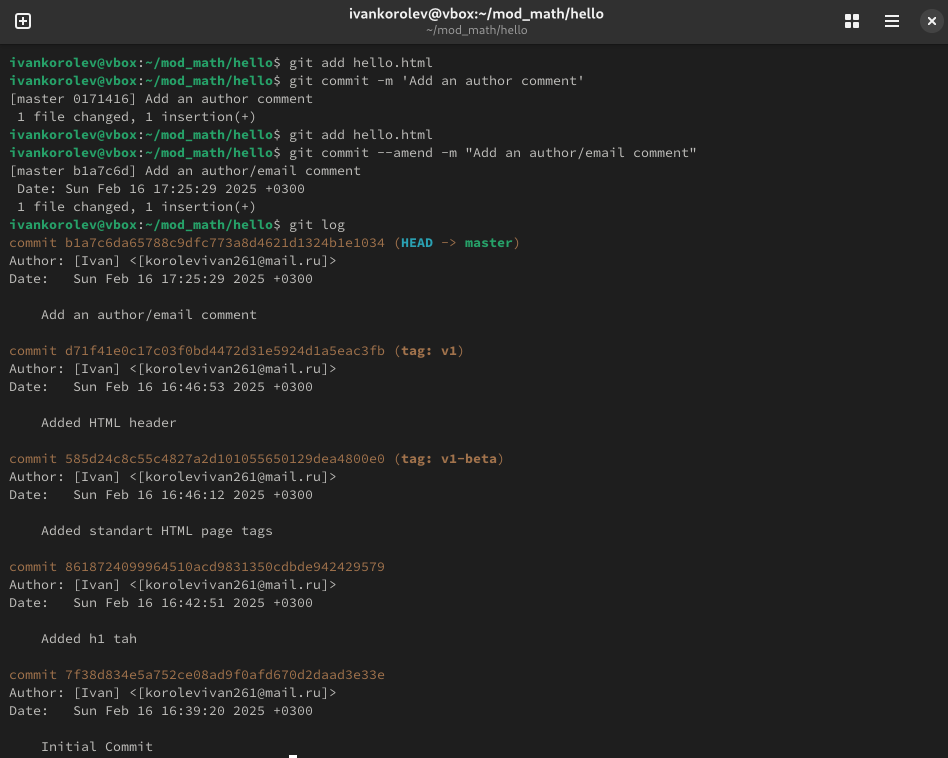 ivankorolev@vbox:~/mod_math/hello
~/mod_math/hello
ivankorolev@vbox:~/mod_math/hello$ git add hello.html
ivankorolev@vbox:~/mod_math/hello$ git commit -m 'Add an author comment'
[master 0171416] Add an author comment
 1 file changed, 1 insertion(+)
ivankorolev@vbox:~/mod_math/hello$ git add hello.html
ivankorolev@vbox:~/mod_math/hello$ git commit --amend -m "Add an author/email comment"
[master b1a7c6d] Add an author/email comment
 Date: Sun Feb 16 17:25:29 2025 +0300
 1 file changed, 1 insertion(+)
ivankorolev@vbox:~/mod_math/hello$ git log
commit b1a7c6da65788c9dfc773a8d4621d1324b1e1034 (HEAD -> master)
Author: [Ivan] <[korolevivan261@mail.ru]>
Date:   Sun Feb 16 17:25:29 2025 +0300

    Add an author/email comment

commit d71f41e0c17c03f0bd4472d31e5924d1a5eac3fb (tag: v1)
Author: [Ivan] <[korolevivan261@mail.ru]>
Date:   Sun Feb 16 16:46:53 2025 +0300

    Added HTML header

commit 585d24c8c55c4827a2d101055650129dea4800e0 (tag: v1-beta)
Author: [Ivan] <[korolevivan261@mail.ru]>
Date:   Sun Feb 16 16:46:12 2025 +0300

    Added standart HTML page tags

commit 8618724099964510acd9831350cdbde942429579
Author: [Ivan] <[korolevivan261@mail.ru]>
Date:   Sun Feb 16 16:42:51 2025 +0300

    Added h1 tah

commit 7f38d834e5a752ce08ad9f0afd670d2daad3e33e
Author: [Ivan] <[korolevivan261@mail.ru]>
Date:   Sun Feb 16 16:39:20 2025 +0300

    Initial Commit